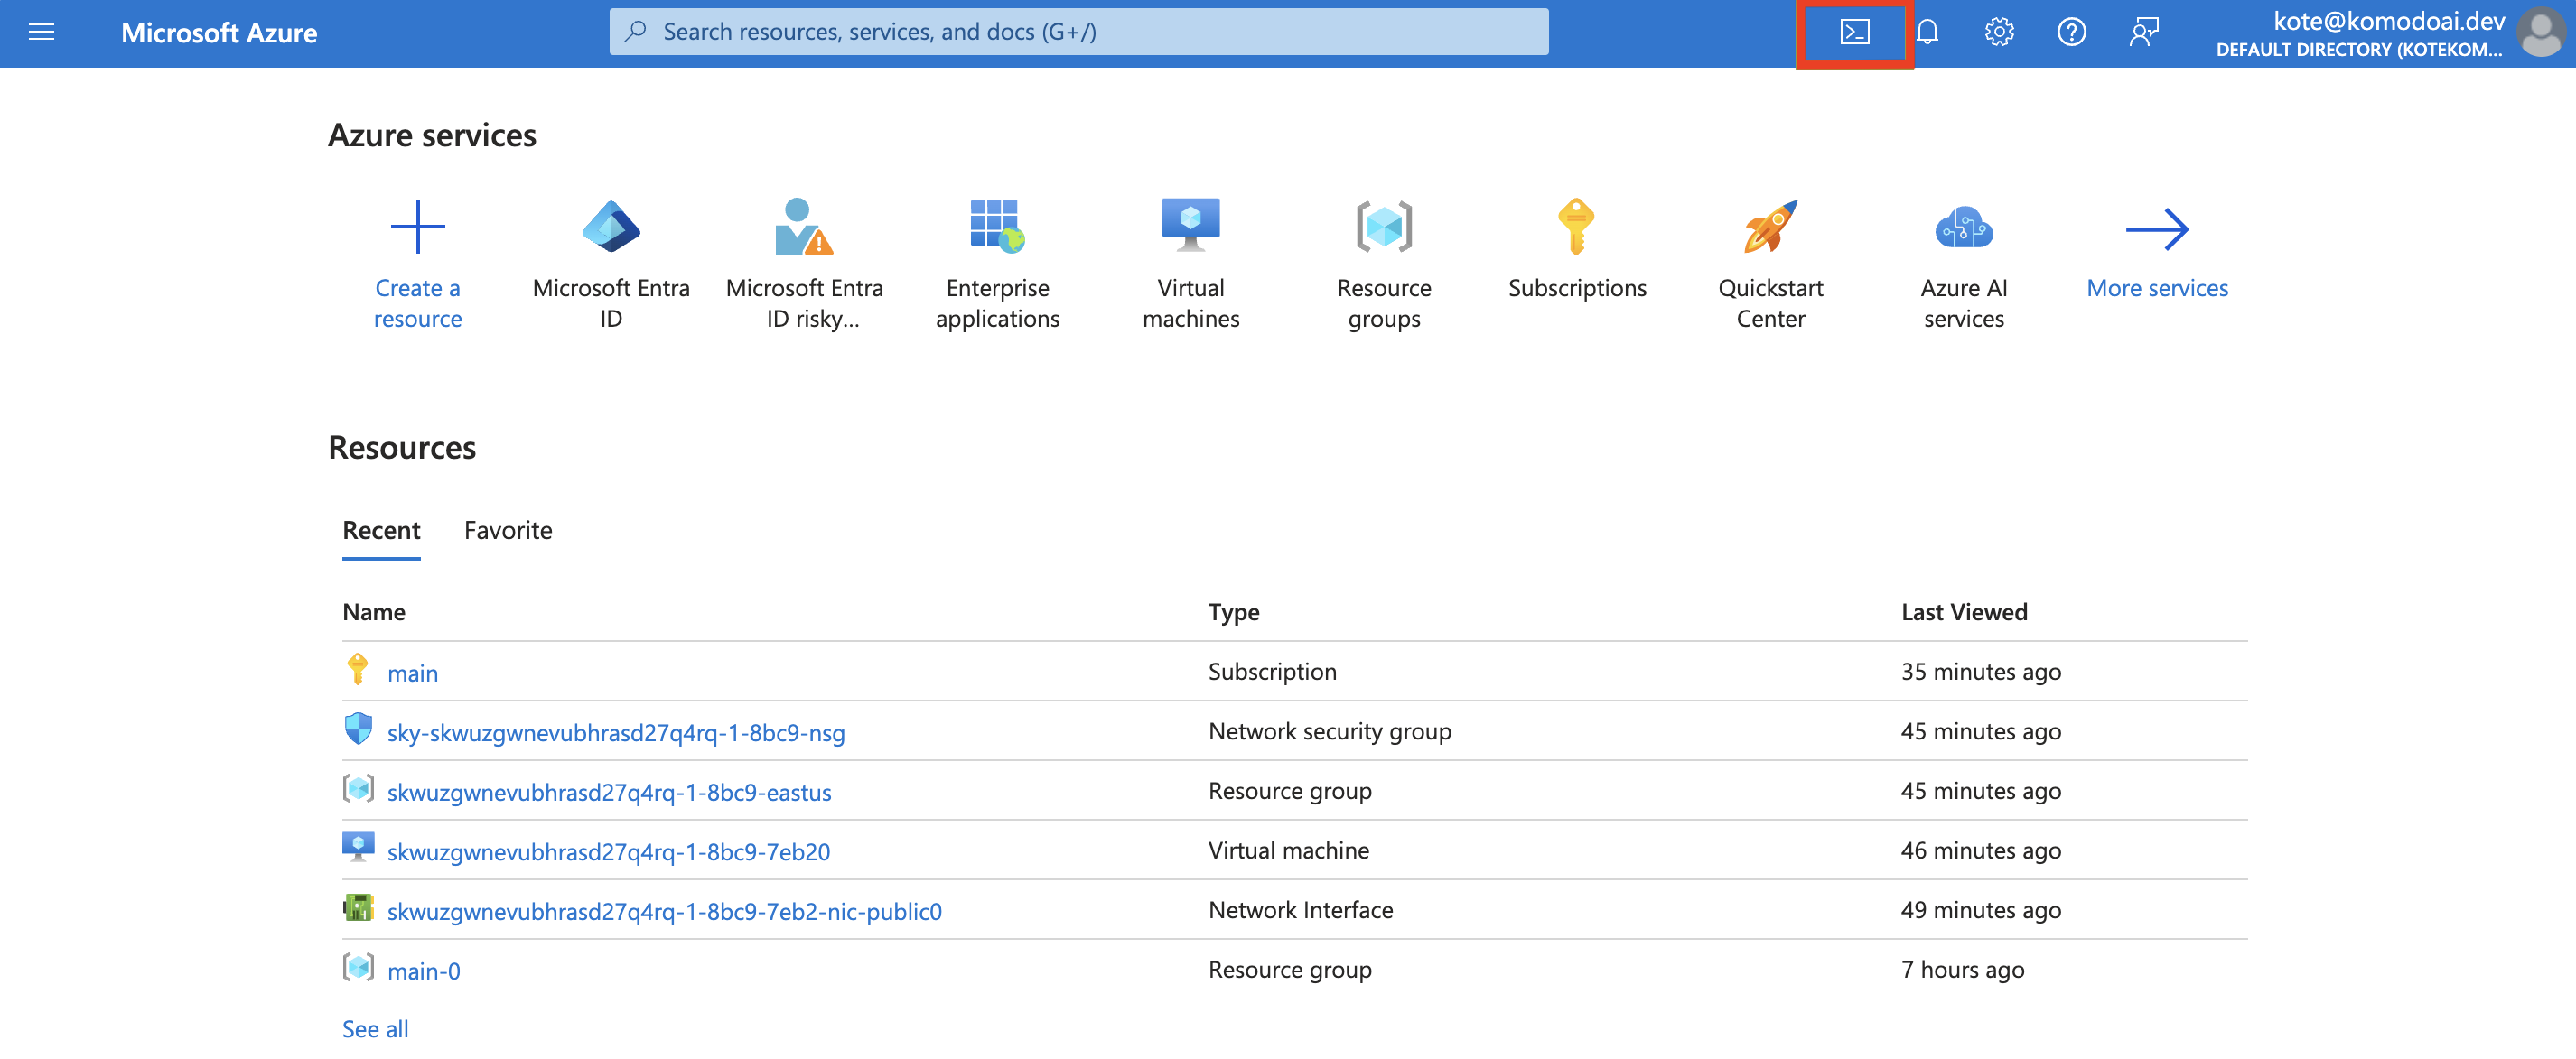 Microsoft Azure
Search resources, services, and docs (G+/)
kote@komodoai.dev
DEFAULT DIRECTORY (KOTEKOM...
Azure services
Create a
resource
Microsoft Entra
ID
Microsoft Entra
ID risky...
Enterprise
applications
Virtual
machines
Resource
groups
Subscriptions
Quickstart
Center
Azure AI
services
More services
Resources
Recent Favorite
Name Type Last Viewed
main Subscription 35 minutes ago
sky-skwuzgwnevubhrasd27q4rq-1-8bc9-nsg Network security group 45 minutes ago
skwuzgwnevubhrasd27q4rq-1-8bc9-eastus Resource group 45 minutes ago
skwuzgwnevubhrasd27q4rq-1-8bc9-7eb20 Virtual machine 46 minutes ago
skwuzgwnevubhrasd27q4rq-1-8bc9-7eb2-nic-public0 Network Interface 49 minutes ago
main-0 Resource group 7 hours ago
See all